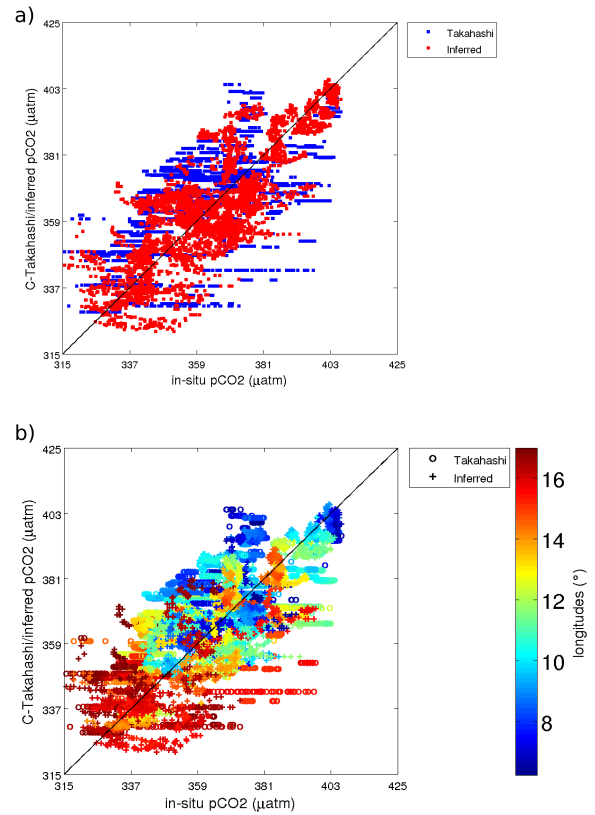 a)
425
403
381
359
337
315
C-Takahashi/inferred pCO2 (µatm)
315 337 359 381 403 425
in-situ pCO2 (µatm)
Takahashi
Inferred
b)
425
403
381
359
337
315
C-Takahashi/inferred pCO2 (µatm)
315 337 359 381 403 425
in-situ pCO2 (µatm)
Takahashi
Inferred
16
14
12
10
8
longitudes (°)